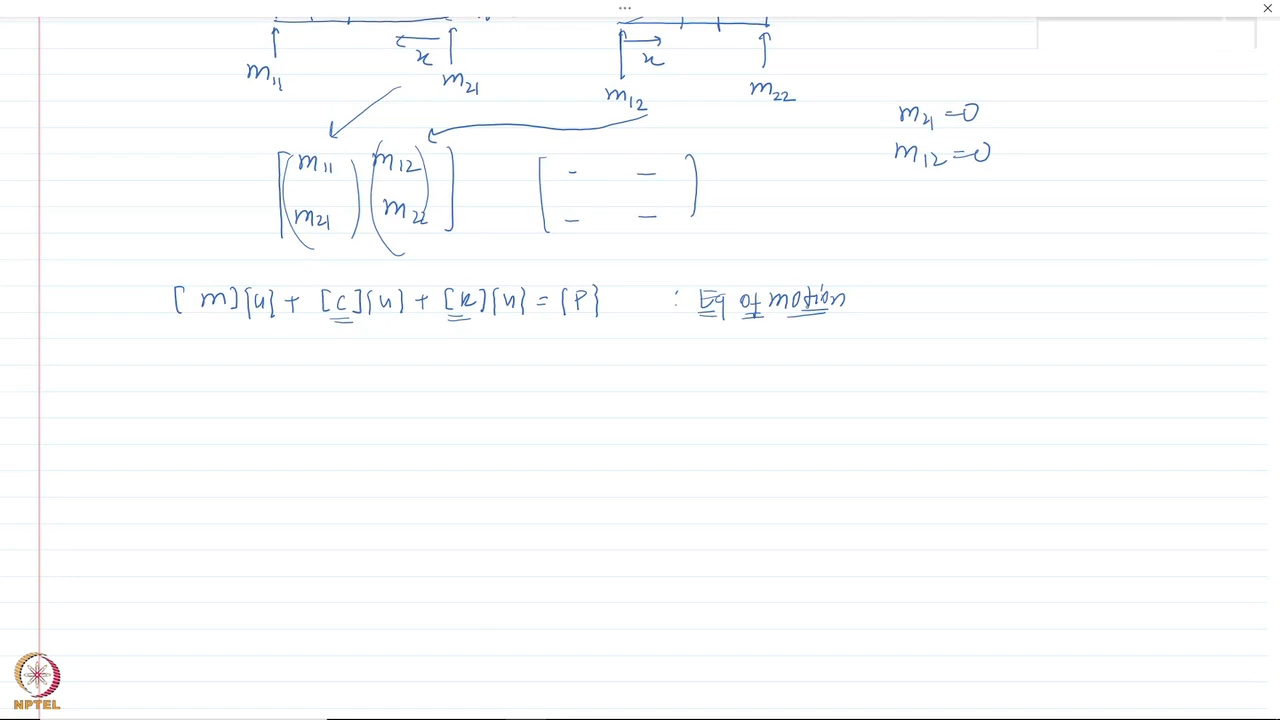 x x
m11 m21 m12 m22
m21 = 0
m12 = 0
m11 m12
m21 m22
[m]{u} + [c]{u} + [k]{u} = {P} : Eq of motion
NPTEL